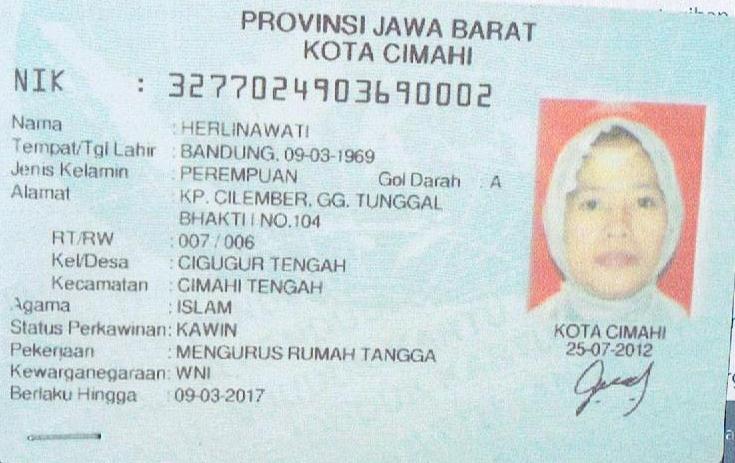 PROVINSI JAWA BARAT
KOTA CIMAHI
NIK : 3277024903690002
Nama : HERLINAWATI
Tempat/Tgl Lahir : BANDUNG, 09-03-1969
Jenis Kelamin : PEREMPUAN Gol Darah : A
Alamat : KP. CILEMBER, GG. TUNGGAL
BHAKTI I NO.104
RT/RW : 007 / 006
Kel/Desa : CIGUGUR TENGAH
Kecamatan : CIMAHI TENGAH
Agama : ISLAM
Status Perkawinan: KAWIN
Pekerjaan : MENGURUS RUMAH TANGGA
Kewarganegaraan: WNI
Berlaku Hingga : 09-03-2017
KOTA CIMAHI
25-07-2012